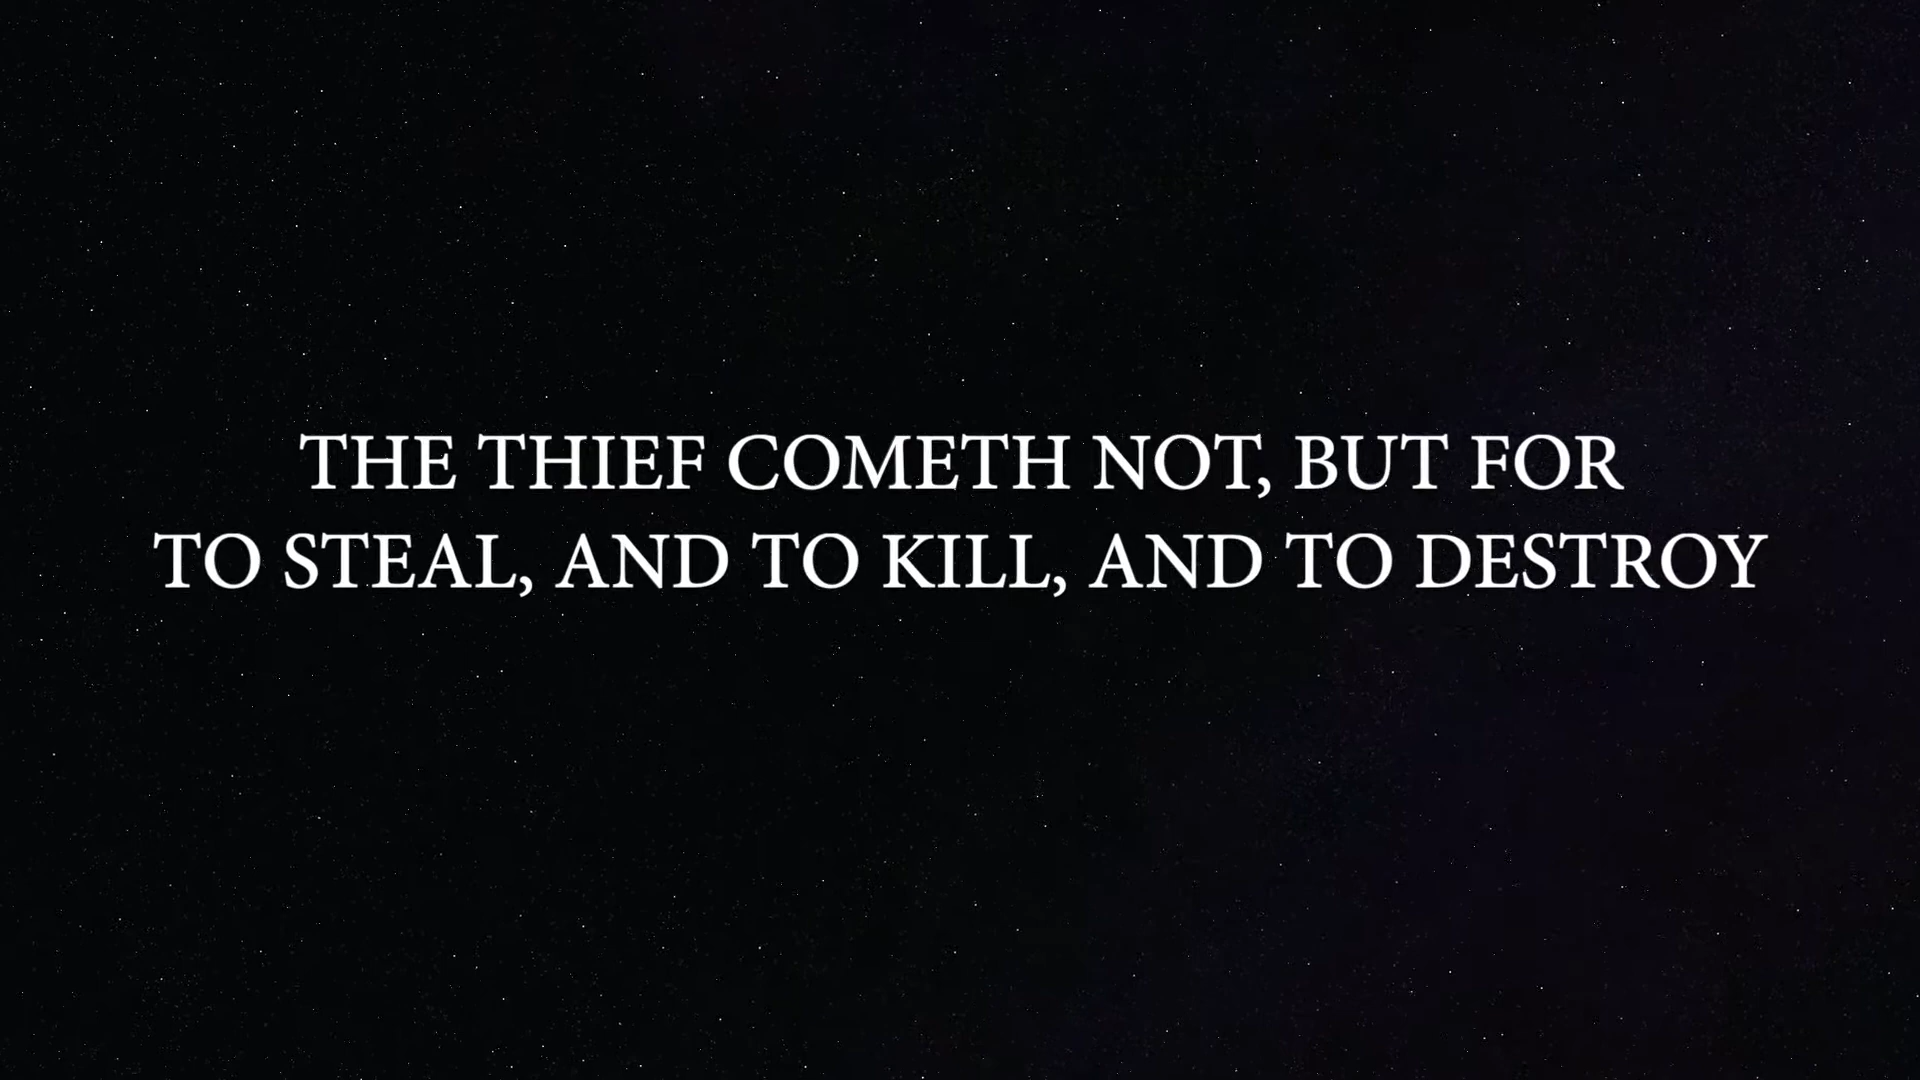 THE THIEF COMETH NOT, BUT FOR
TO STEAL, AND TO KILL, AND TO DESTROY